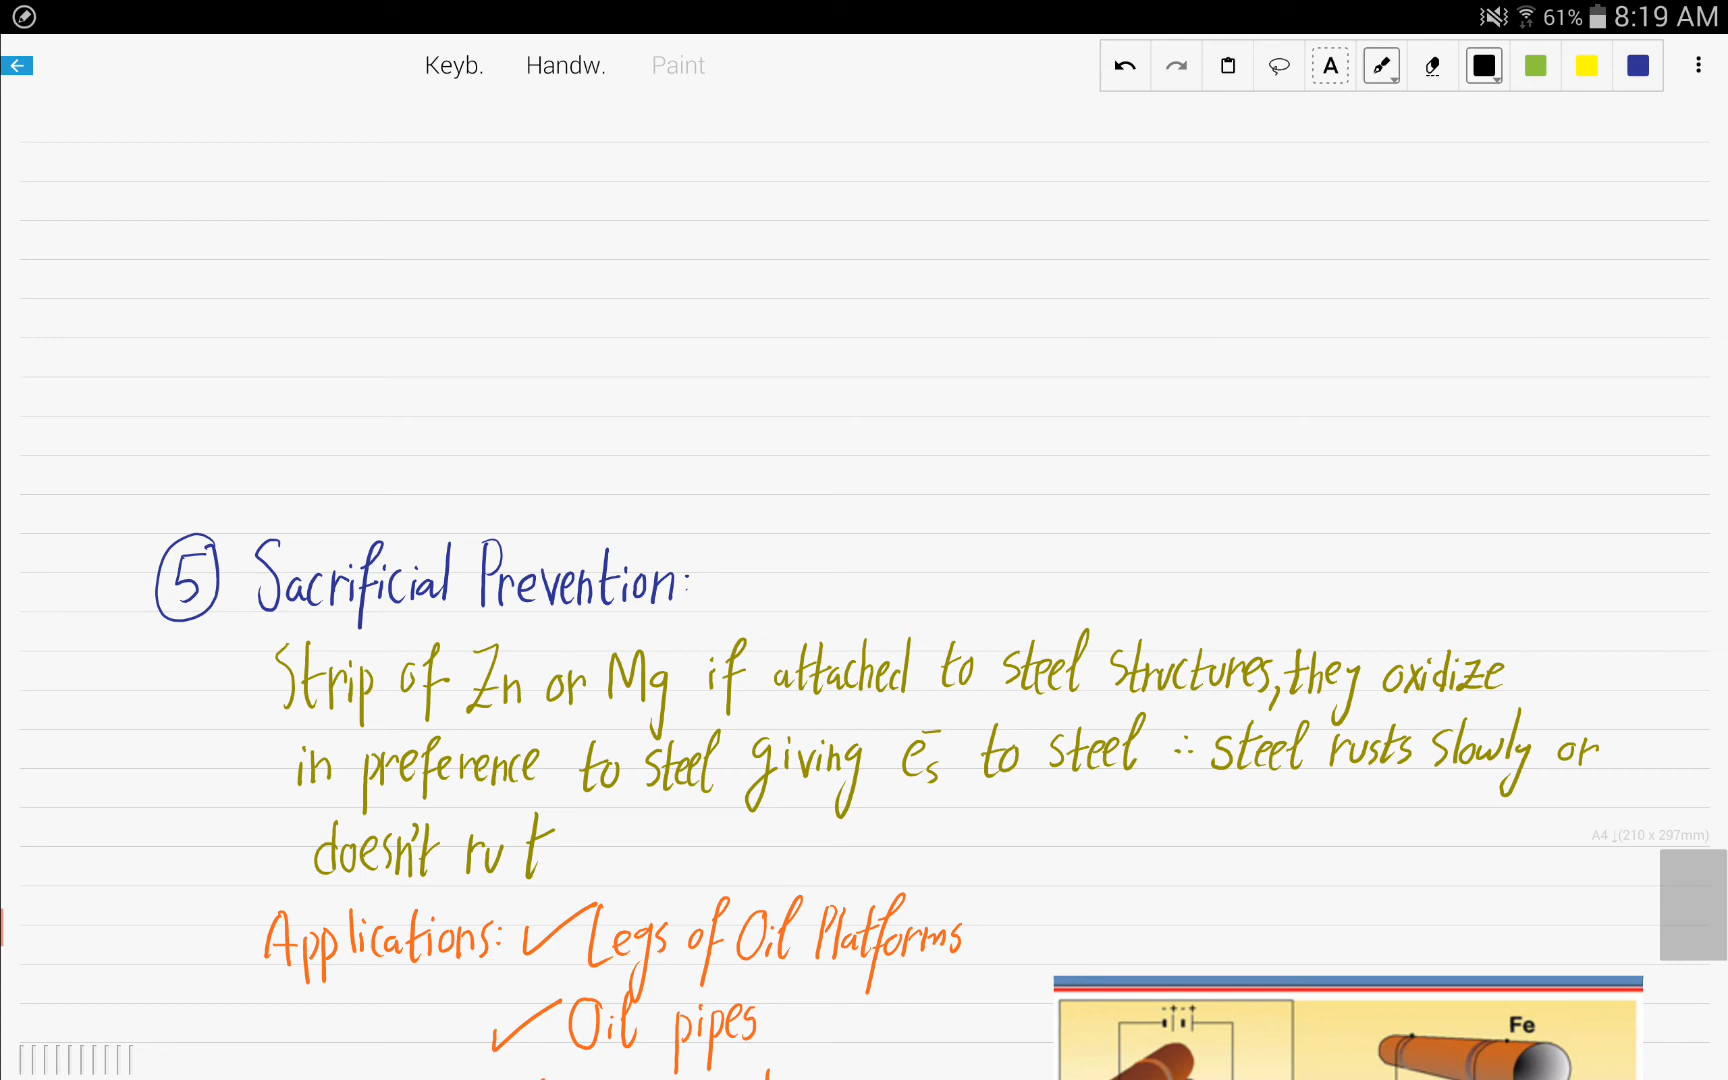 61% 8:19 AM
Keyb. Handw. Paint A
5 Sacrificial Prevention:
Strip of Zn or Mg if attached to steel structures, they oxidize
in preference to steel giving e⁻s to steel ∴ steel rusts slowly or
A4 ↓(210 x 297mm)
doesn't ru t
Applications: ✓ Legs of Oil Platforms
✓ Oil pipes
- + - +
Fe